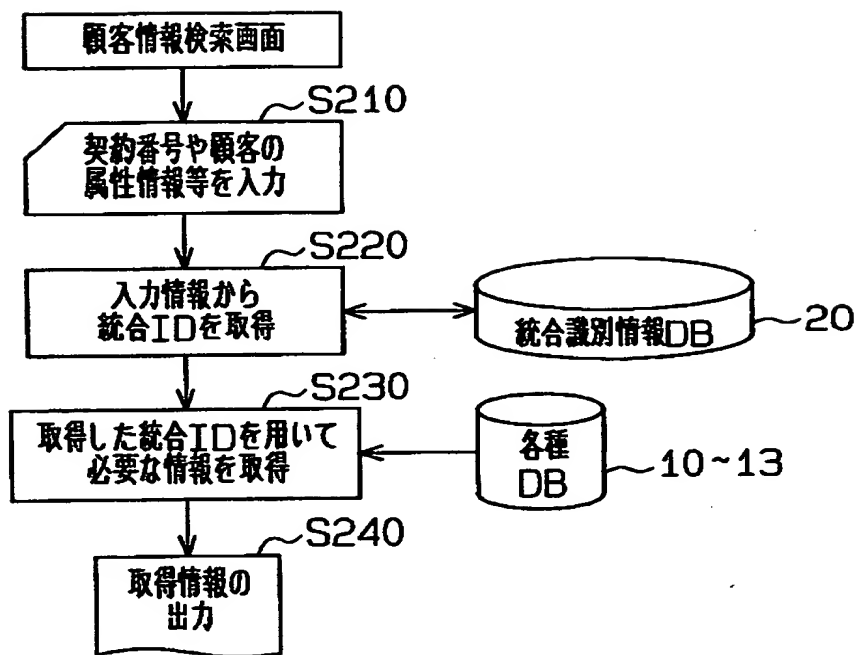 顧客情報検索画面
S210
契約番号や顧客の
属性情報等を入力
S220
入力情報から
統合IDを取得
統合識別情報DB
20
S230
取得した統合IDを用いて
必要な情報を取得
各種
DB
10~13
S240
取得情報の
出力